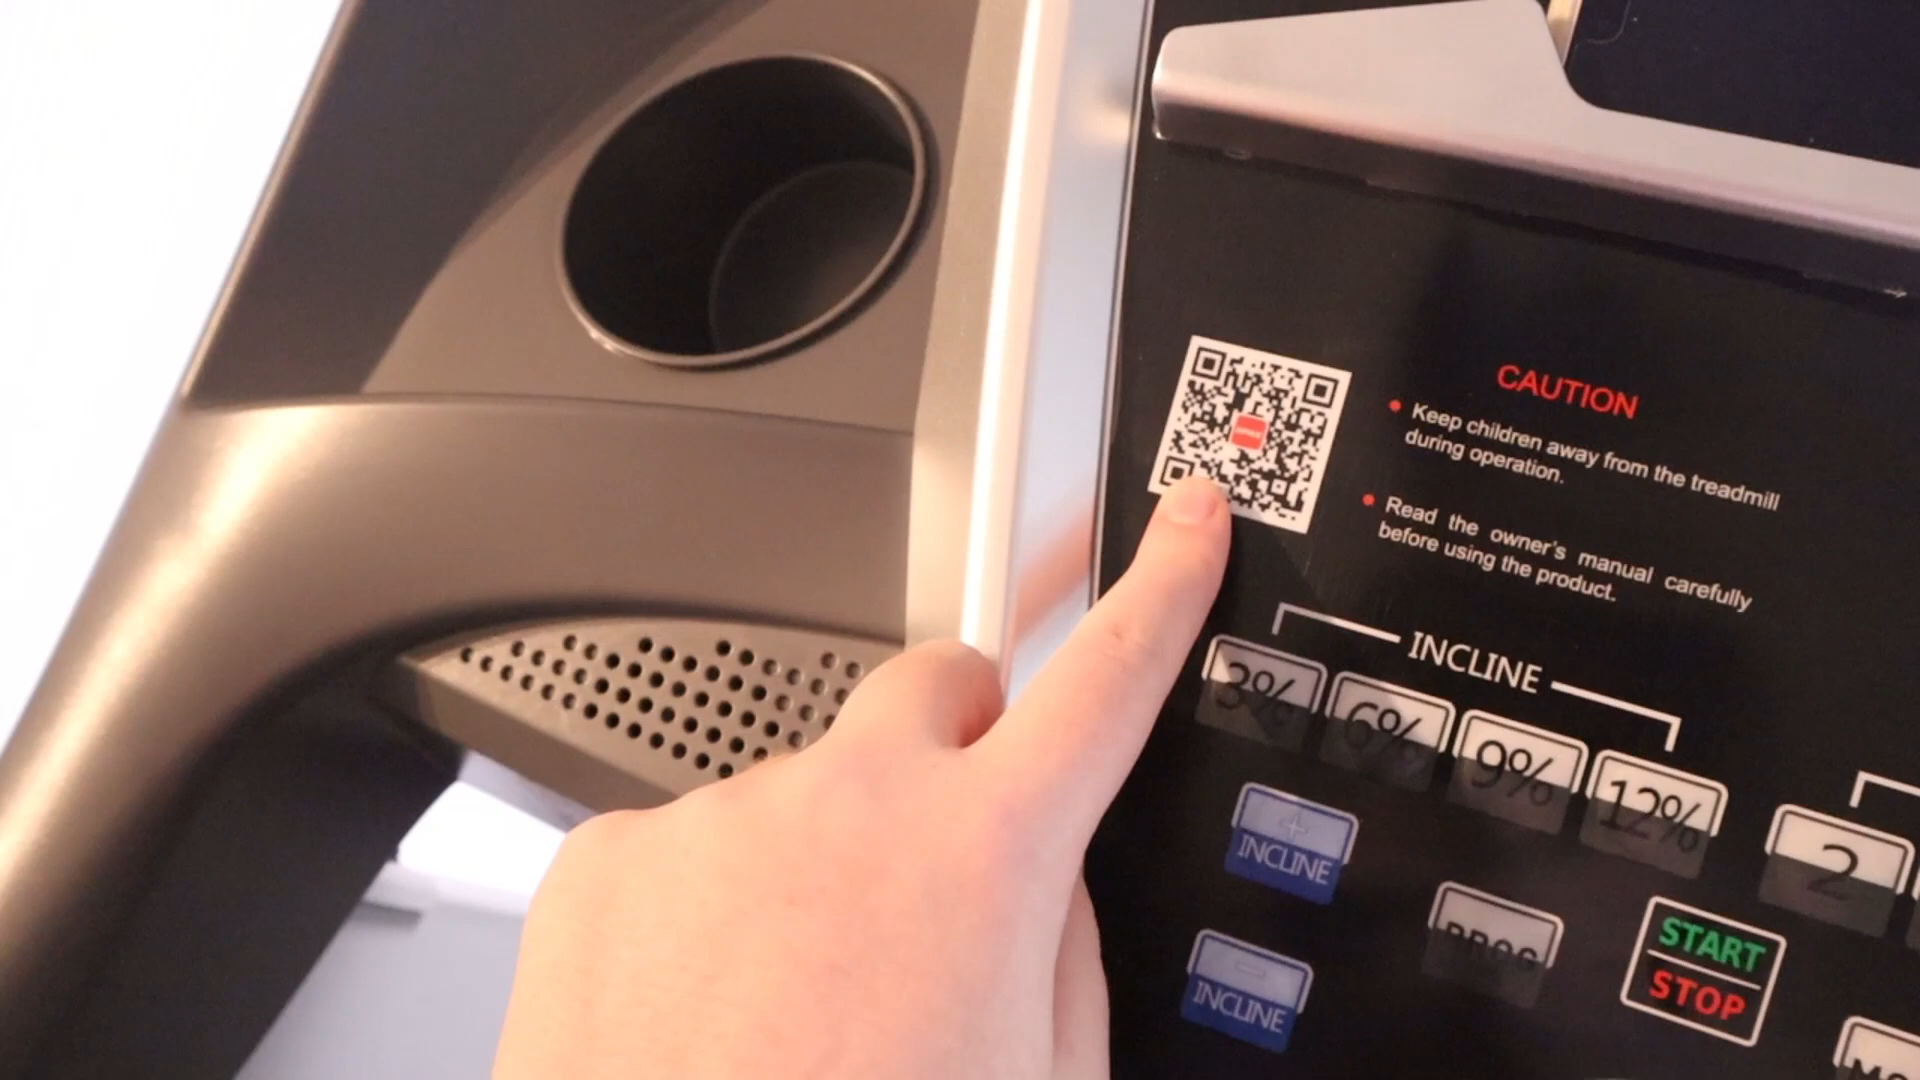 CAUTION
• Keep children away from the treadmill
during operation.
• Read the owner's manual carefully
before using the product.
INCLINE
3% 6% 9% 12%
2
+
INCLINE
PROG
START
STOP
-
INCLINE